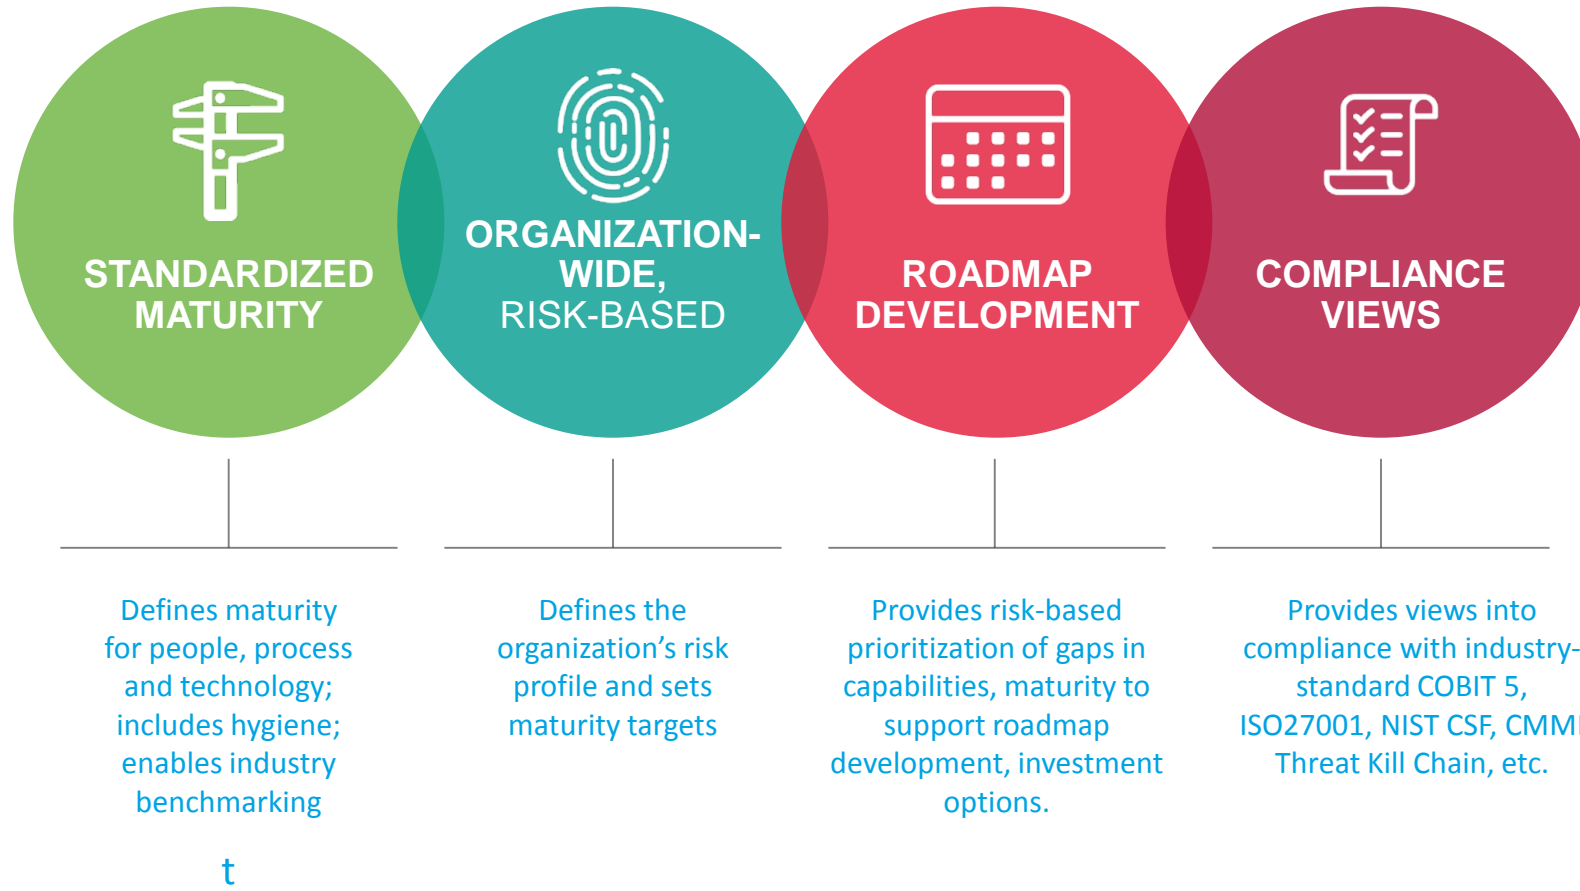 STANDARDIZED
MATURITY
ORGANIZATION-
WIDE,
RISK-BASED
ROADMAP
DEVELOPMENT
COMPLIANCE
VIEWS
Defines maturity
for people, process
and technology;
includes hygiene;
enables industry
benchmarking
t
Defines the
organization’s risk
profile and sets
maturity targets
Provides risk-based
prioritization of gaps in
capabilities, maturity to
support roadmap
development, investment
options.
Provides views into
compliance with industry-
standard COBIT 5,
ISO27001, NIST CSF, CMMI
Threat Kill Chain, etc.